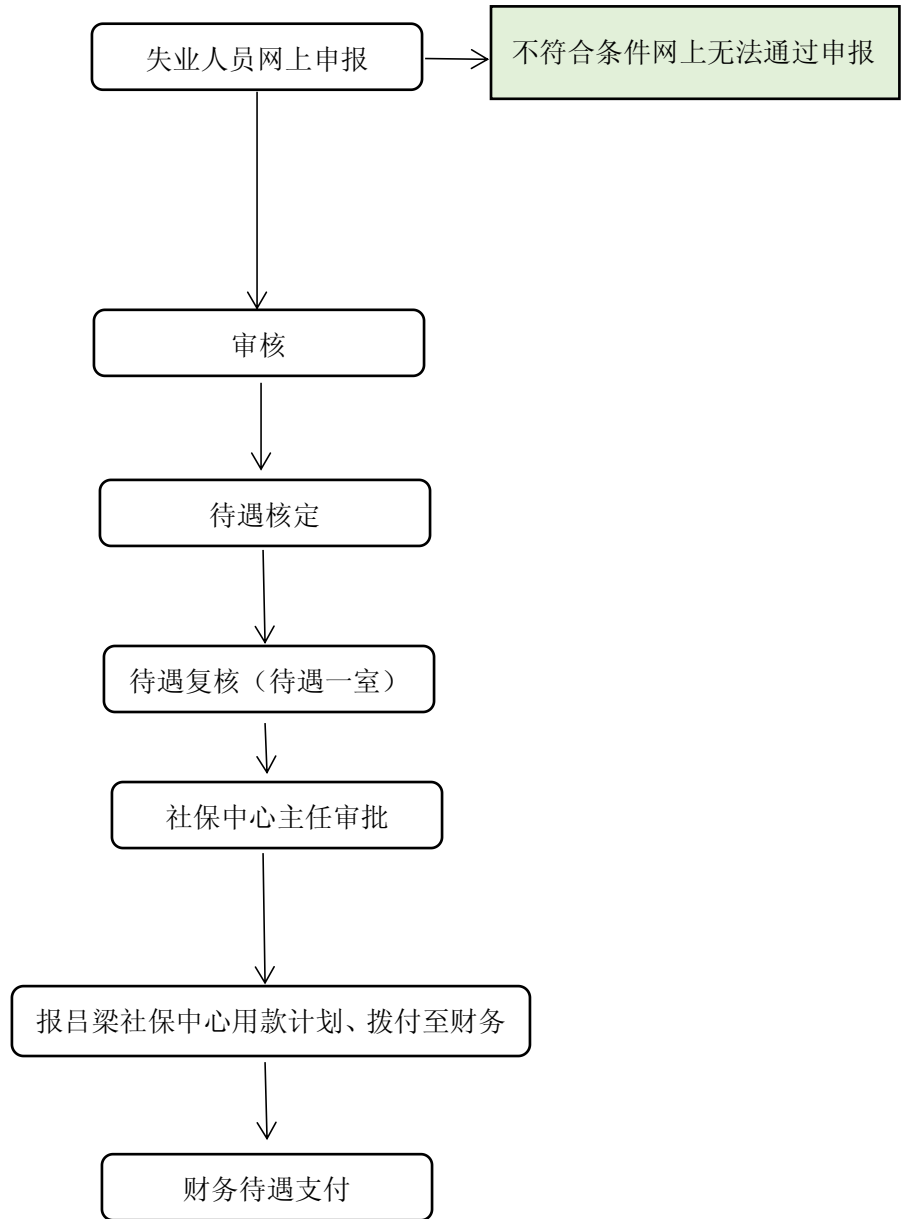 失业人员网上申报
不符合条件网上无法通过申报
审核
待遇核定
待遇复核（待遇一室）
社保中心主任审批
报吕梁社保中心用款计划、拨付至财务
财务待遇支付